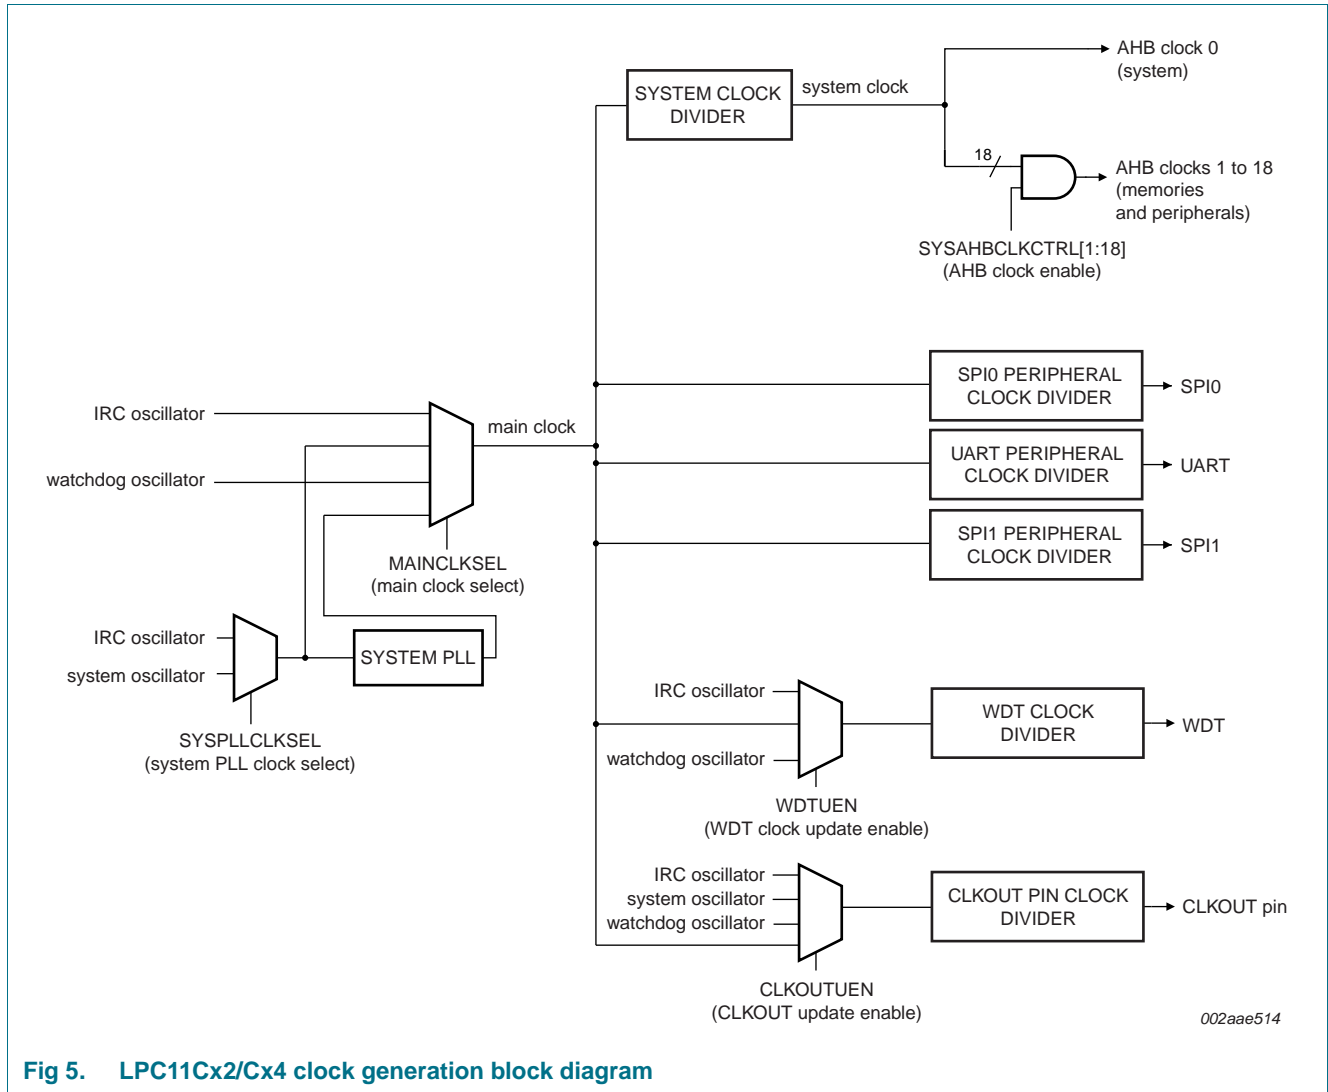 AHB clock 0
(system)
SYSTEM CLOCK
DIVIDER
system clock
18
AHB clocks 1 to 18
(memories
and peripherals)
SYSAHBCLKCTRL[1:18]
(AHB clock enable)
SPI0 PERIPHERAL
CLOCK DIVIDER
SPI0
IRC oscillator
main clock
UART PERIPHERAL
CLOCK DIVIDER
UART
watchdog oscillator
SPI1 PERIPHERAL
CLOCK DIVIDER
SPI1
MAINCLKSEL
(main clock select)
IRC oscillator
system oscillator
SYSTEM PLL
SYSPLLCLKSEL
(system PLL clock select)
IRC oscillator
watchdog oscillator
WDT CLOCK
DIVIDER
WDT
WDTUEN
(WDT clock update enable)
IRC oscillator
system oscillator
watchdog oscillator
CLKOUT PIN CLOCK
DIVIDER
CLKOUT pin
CLKOUTUEN
(CLKOUT update enable)
002aae514
Fig 5. LPC11Cx2/Cx4 clock generation block diagram